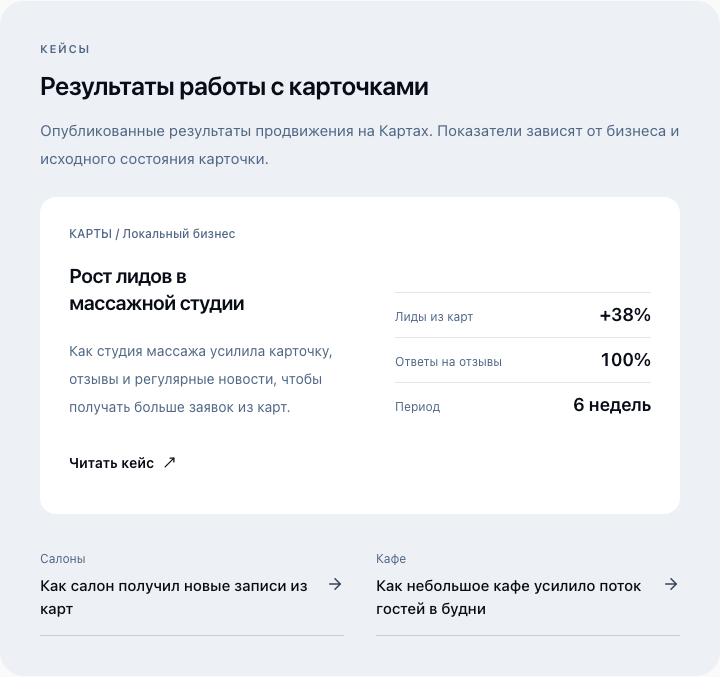 КЕЙСЫ
Результаты работы с карточками
Опубликованные результаты продвижения на Картах. Показатели зависят от бизнеса и
исходного состояния карточки.
КАРТЫ / Локальный бизнес
Рост лидов в
массажной студии
Как студия массажа усилила карточку,
отзывы и регулярные новости, чтобы
получать больше заявок из карт.
Читать кейс ↗
Лиды из карт +38%
Ответы на отзывы 100%
Период 6 недель
Салоны
Как салон получил новые записи из
карт
Кафе
Как небольшое кафе усилило поток
гостей в будни